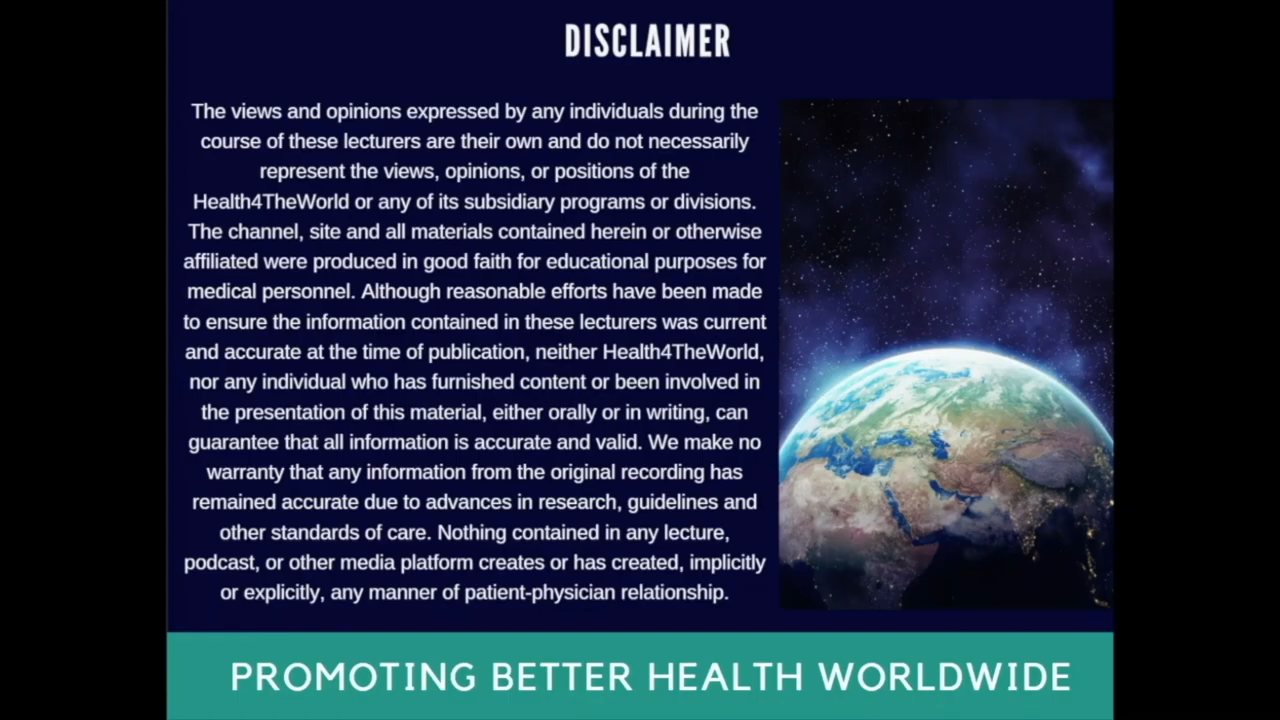 DISCLAIMER
The views and opinions expressed by any individuals during the
course of these lecturers are their own and do not necessarily
represent the views, opinions, or positions of the
Health4TheWorld or any of its subsidiary programs or divisions.
The channel, site and all materials contained herein or otherwise
affiliated were produced in good faith for educational purposes for
medical personnel. Although reasonable efforts have been made
to ensure the information contained in these lecturers was current
and accurate at the time of publication, neither Health4TheWorld,
nor any individual who has furnished content or been involved in
the presentation of this material, either orally or in writing, can
guarantee that all information is accurate and valid. We make no
warranty that any information from the original recording has
remained accurate due to advances in research, guidelines and
other standards of care. Nothing contained in any lecture,
podcast, or other media platform creates or has created, implicitly
or explicitly, any manner of patient-physician relationship.
PROMOTING BETTER HEALTH WORLDWIDE